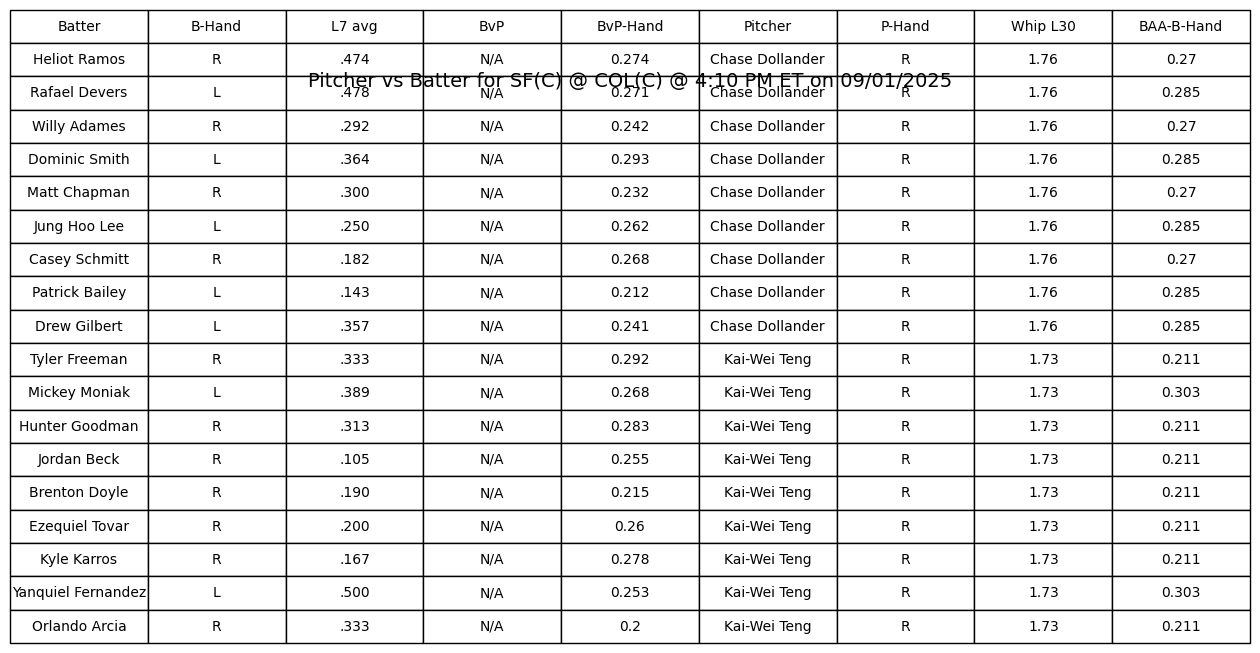 Batter B-Hand L7 avg BvP BvP-Hand Pitcher P-Hand Whip L30 BAA-B-Hand
Heliot Ramos R .474 N/A 0.274 Chase Dollander R 1.76 0.27
Pitcher vs Batter for SF(C) @ COL(C) @ 4:10 PM ET on 09/01/2025
Rafael Devers L .478 N/A 0.271 Chase Dollander R 1.76 0.285
Willy Adames R .292 N/A 0.242 Chase Dollander R 1.76 0.27
Dominic Smith L .364 N/A 0.293 Chase Dollander R 1.76 0.285
Matt Chapman R .300 N/A 0.232 Chase Dollander R 1.76 0.27
Jung Hoo Lee L .250 N/A 0.262 Chase Dollander R 1.76 0.285
Casey Schmitt R .182 N/A 0.268 Chase Dollander R 1.76 0.27
Patrick Bailey L .143 N/A 0.212 Chase Dollander R 1.76 0.285
Drew Gilbert L .357 N/A 0.241 Chase Dollander R 1.76 0.285
Tyler Freeman R .333 N/A 0.292 Kai-Wei Teng R 1.73 0.211
Mickey Moniak L .389 N/A 0.268 Kai-Wei Teng R 1.73 0.303
Hunter Goodman R .313 N/A 0.283 Kai-Wei Teng R 1.73 0.211
Jordan Beck R .105 N/A 0.255 Kai-Wei Teng R 1.73 0.211
Brenton Doyle R .190 N/A 0.215 Kai-Wei Teng R 1.73 0.211
Ezequiel Tovar R .200 N/A 0.26 Kai-Wei Teng R 1.73 0.211
Kyle Karros R .167 N/A 0.278 Kai-Wei Teng R 1.73 0.211
Yanquiel Fernandez L .500 N/A 0.253 Kai-Wei Teng R 1.73 0.303
Orlando Arcia R .333 N/A 0.2 Kai-Wei Teng R 1.73 0.211